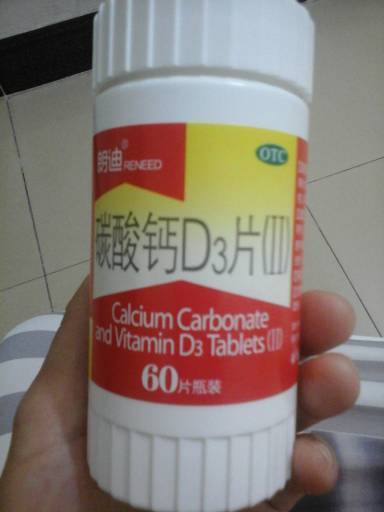 朗迪®
RENEED
OTC
碳酸钙D3片(II)
Calcium Carbonate
and Vitamin D3 Tablets (II)
60片瓶装